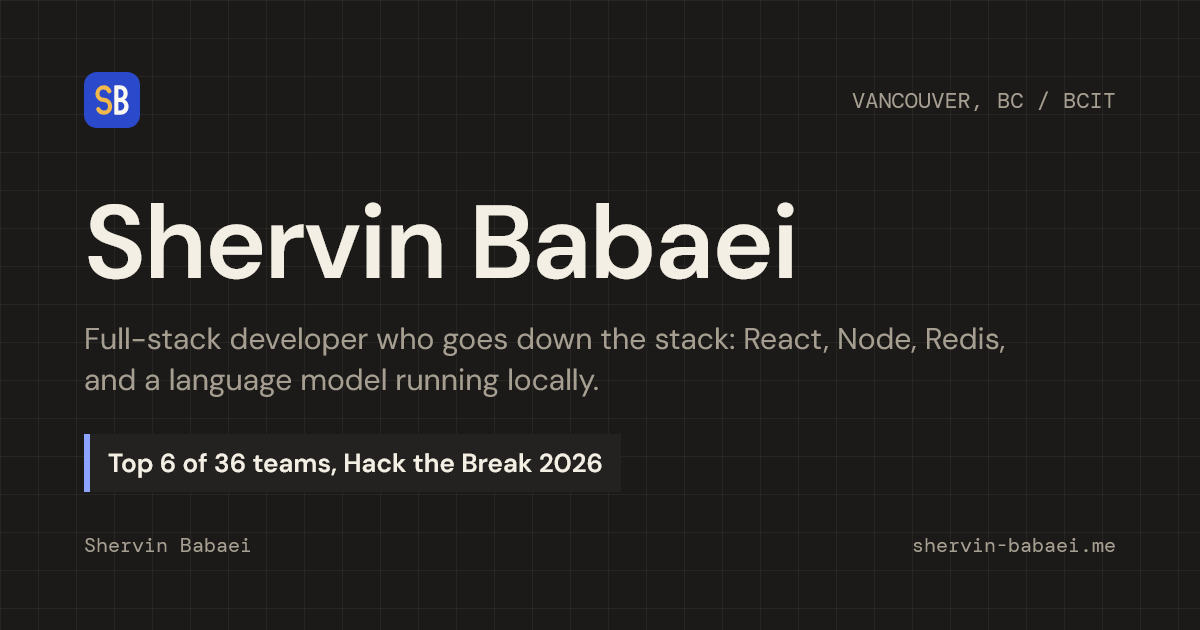 SB
VANCOUVER, BC / BCIT
Shervin Babaei
Full-stack developer who goes down the stack: React, Node, Redis,
and a language model running locally.
Top 6 of 36 teams, Hack the Break 2026
Shervin Babaei
shervin-babaei.me